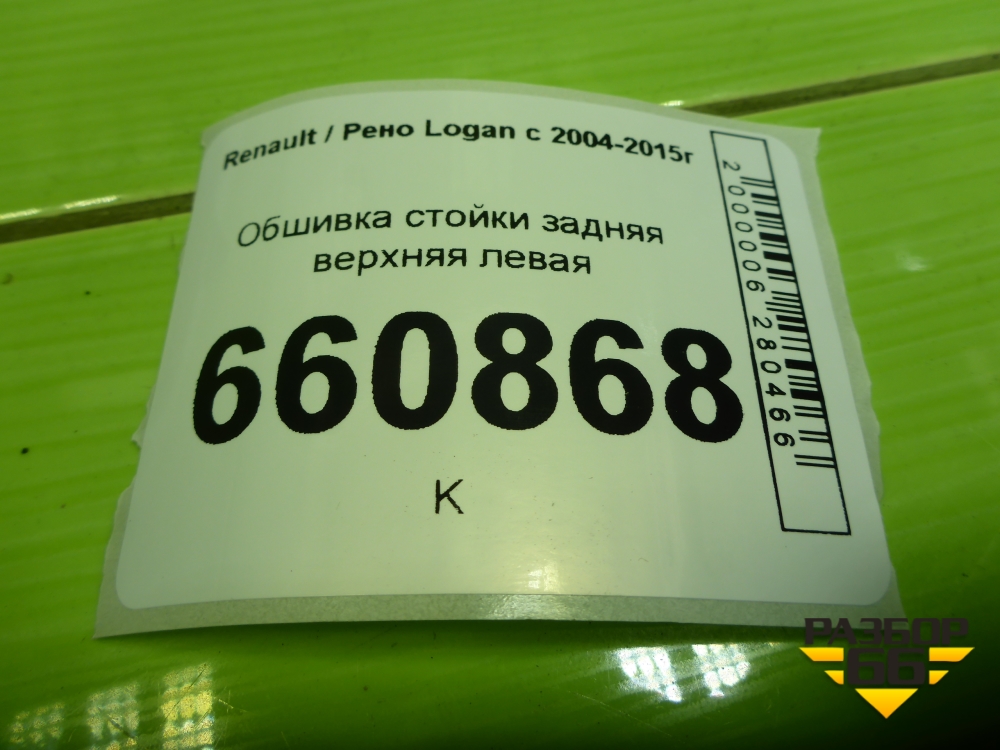 Renault / Рено Logan с 2004-2015г
Обшивка стойки задняя
верхняя левая
660868
К
2000006280466
РАЗБОР
66